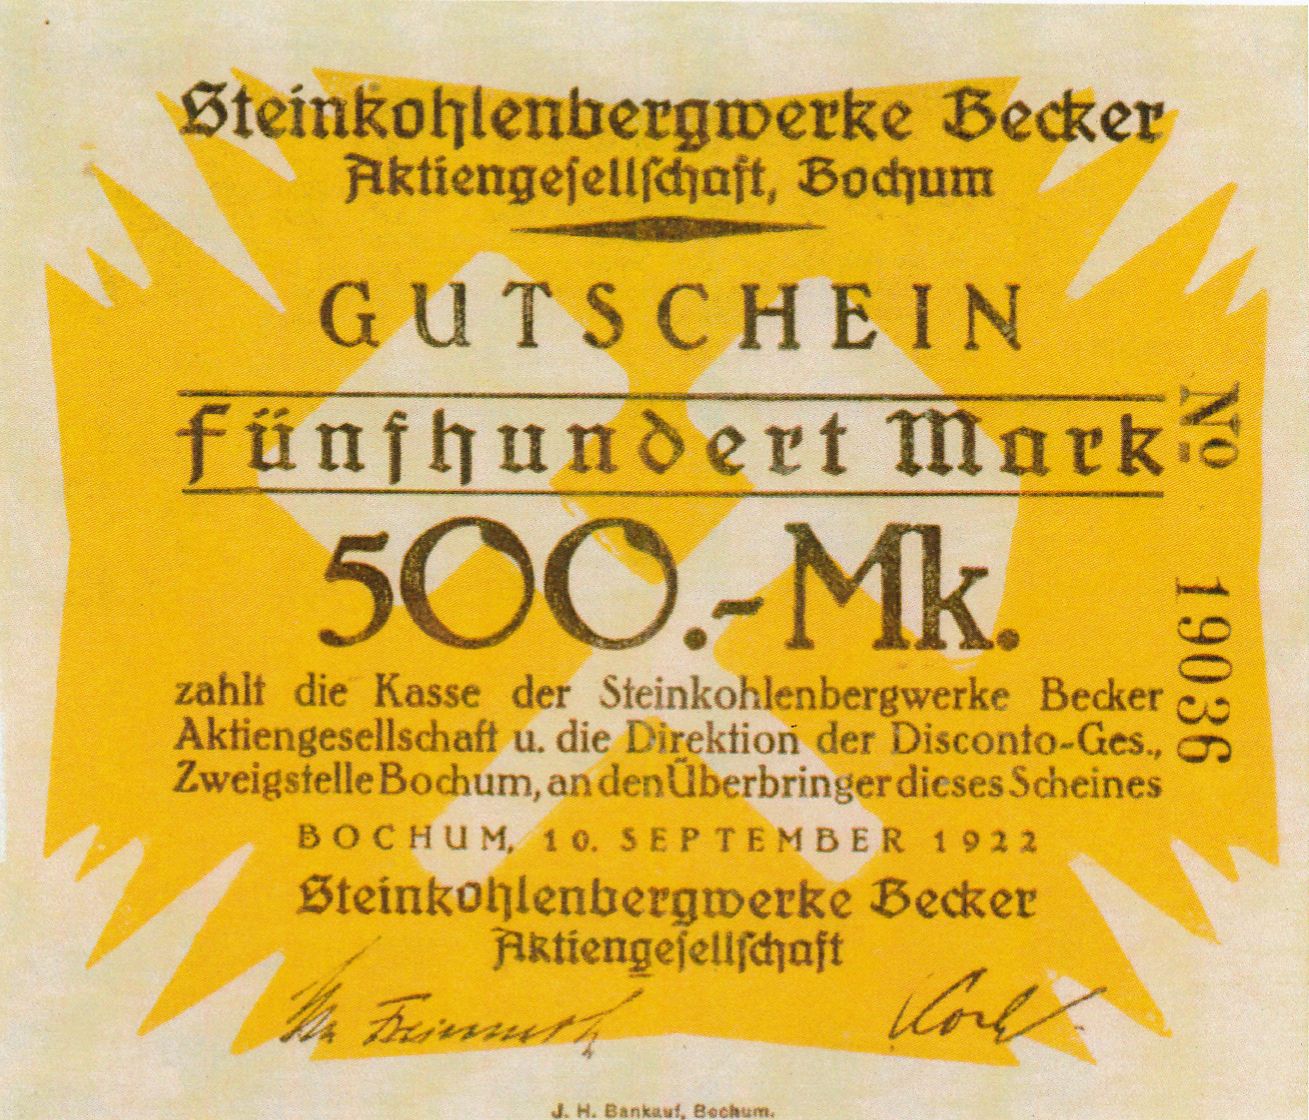 Steinkohlenbergwerke Becker
Aktiengesellschaft, Bochum
GUTSCHEIN
Fünfhundert Mark
500.-Mk.
zahlt die Kasse der Steinkohlenbergwerke Becker
Aktiengesellschaft u. die Direktion der Disconto-Ges.,
Zweigstelle Bochum, an den Überbringer dieses Scheines
BOCHUM, 10. SEPTEMBER 1922
Steinkohlenbergwerke Becker
Aktiengesellschaft
J. H. Bankauf, Bochum.
No 19036